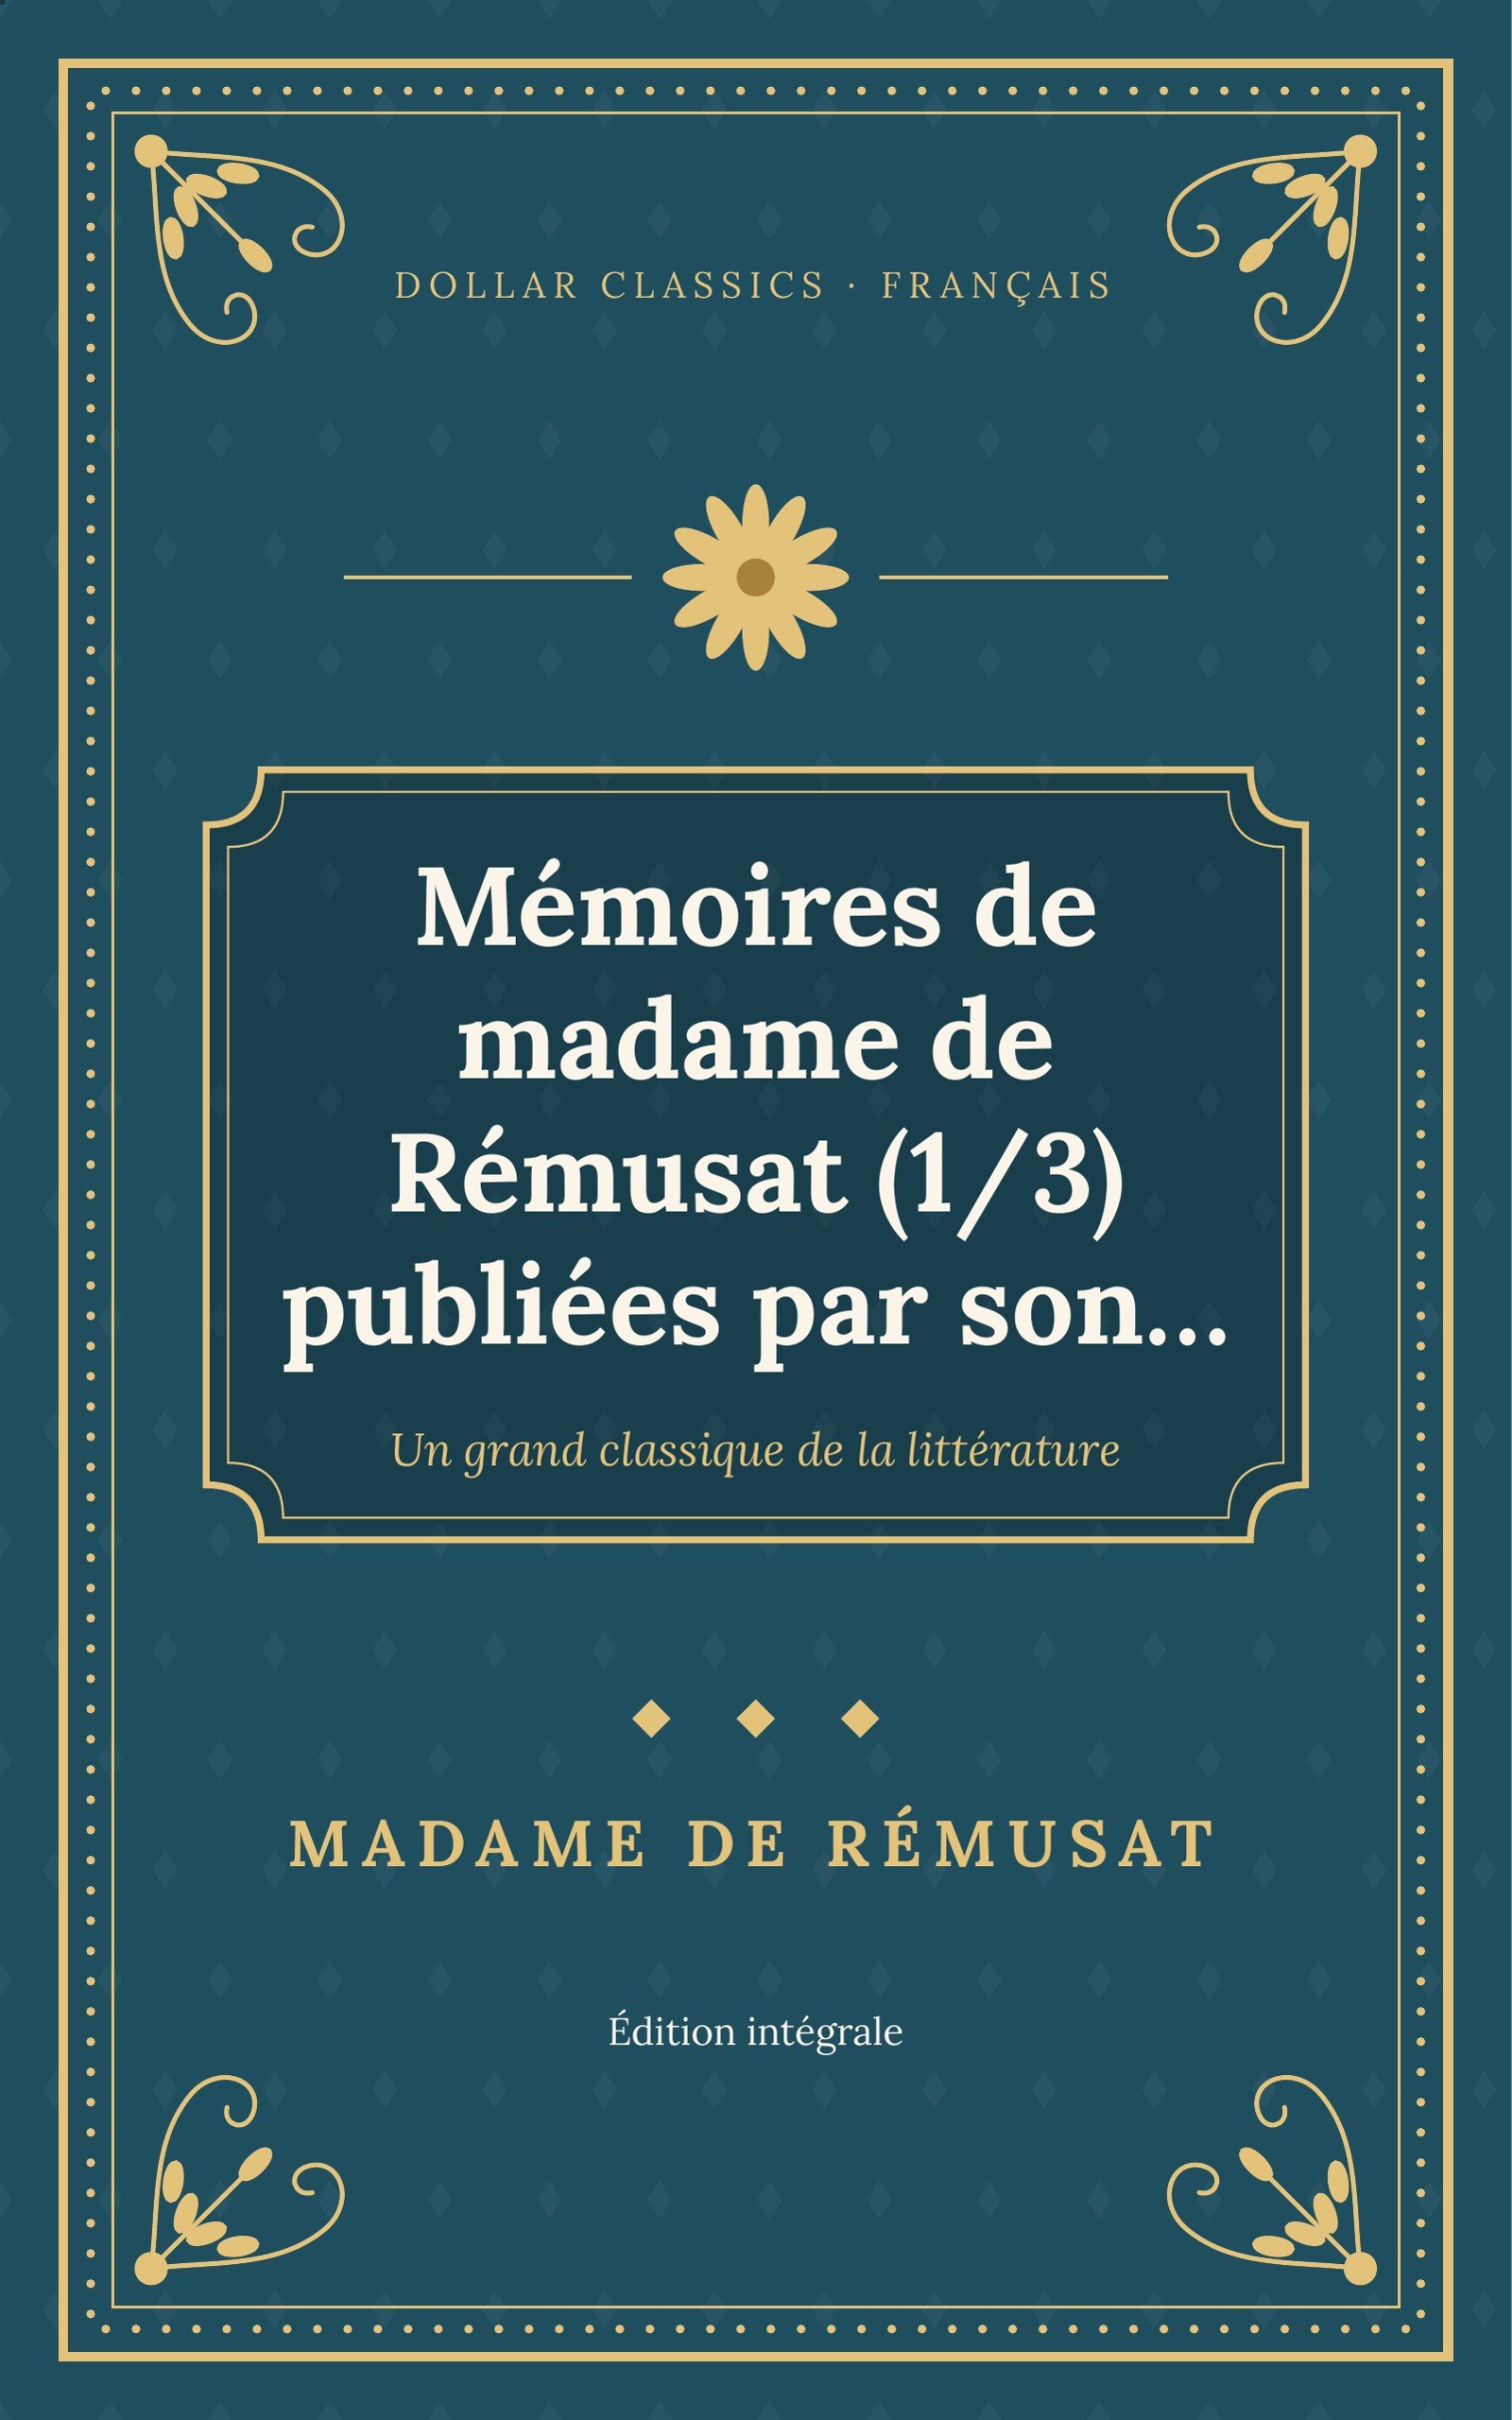 DOLLAR CLASSICS · FRANÇAIS
Mémoires de
madame de
Rémusat (1/3)
publiées par son...
Un grand classique de la littérature
MADAME DE RÉMUSAT
Édition intégrale